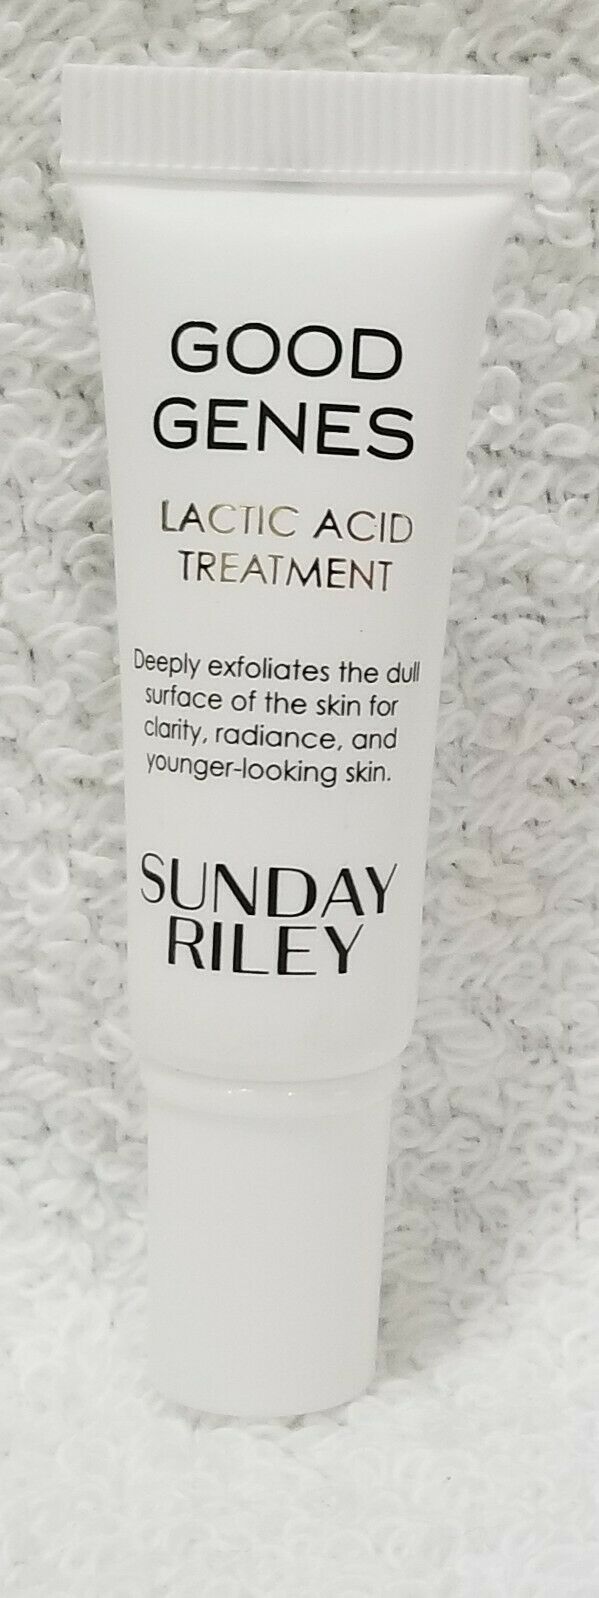 GOOD
GENES
LACTIC ACID
TREATMENT
Deeply exfoliates the dull
surface of the skin for
clarity, radiance, and
younger-looking skin.
SUNDAY
RILEY